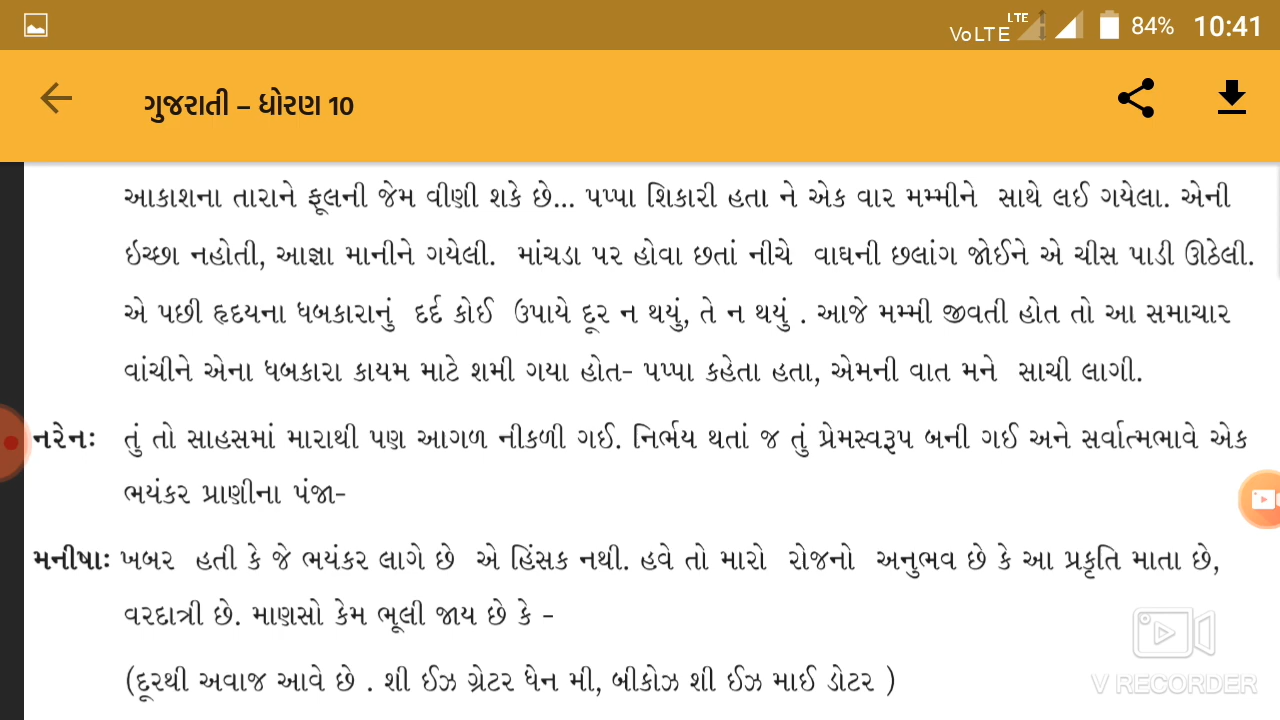 LTE
VoLTE 84% 10:41
ગુજરાતી – ધોરણ 10
આકાશના તારાને ફૂલની જેમ વીણી શકે છે... પપ્પા શિકારી હતા ને એક વાર મમ્મીને સાથે લઈ ગયેલા. એની
ઇચ્છા નહોતી, આજ્ઞા માનીને ગયેલી. માંચડા પર હોવા છતાં નીચે વાઘની છલાંગ જોઈને એ ચીસ પાડી ઊઠેલી.
એ પછી હૃદયના ધબકારાનું દર્દ કોઈ ઉપાયે દૂર ન થયું, તે ન થયું . આજે મમ્મી જીવતી હોત તો આ સમાચાર
વાંચીને એના ધબકારા કાયમ માટે શમી ગયા હોત- પપ્પા કહેતા હતા, એમની વાત મને સાચી લાગી.
નરેનઃ તું તો સાહસમાં મારાથી પણ આગળ નીકળી ગઈ. નિર્ભય થતાં જ તું પ્રેમસ્વરૂપ બની ગઈ અને સર્વાત્મભાવે એક
ભયંકર પ્રાણીના પંજા-
મનીષાઃ ખબર હતી કે જે ભયંકર લાગે છે એ હિંસક નથી. હવે તો મારો રોજનો અનુભવ છે કે આ પ્રકૃતિ માતા છે,
વરદાત્રી છે. માણસો કેમ ભૂલી જાય છે કે -
(દૂરથી અવાજ આવે છે . શી ઈઝ ગ્રેટર ધેન મી, બીકોઝ શી ઈઝ માઈ ડોટર )
V RECORDER